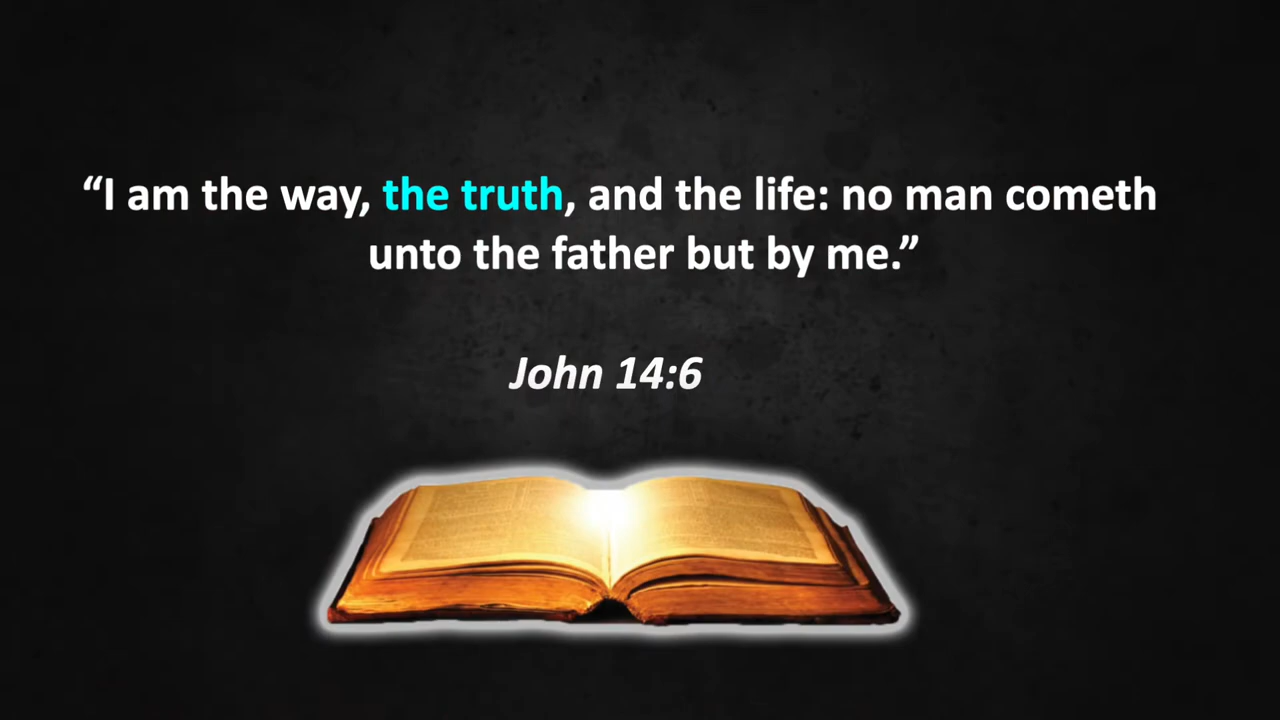 “I am the way, the truth, and the life: no man cometh
unto the father but by me.”
John 14:6